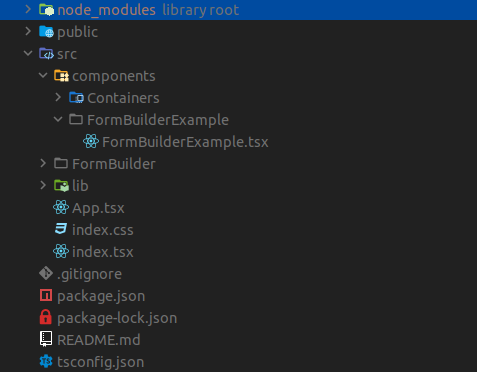 node_modules library root
public
src
components
Containers
FormBuilderExample
FormBuilderExample.tsx
FormBuilder
lib
App.tsx
index.css
index.tsx
.gitignore
package.json
package-lock.json
README.md
tsconfig.json